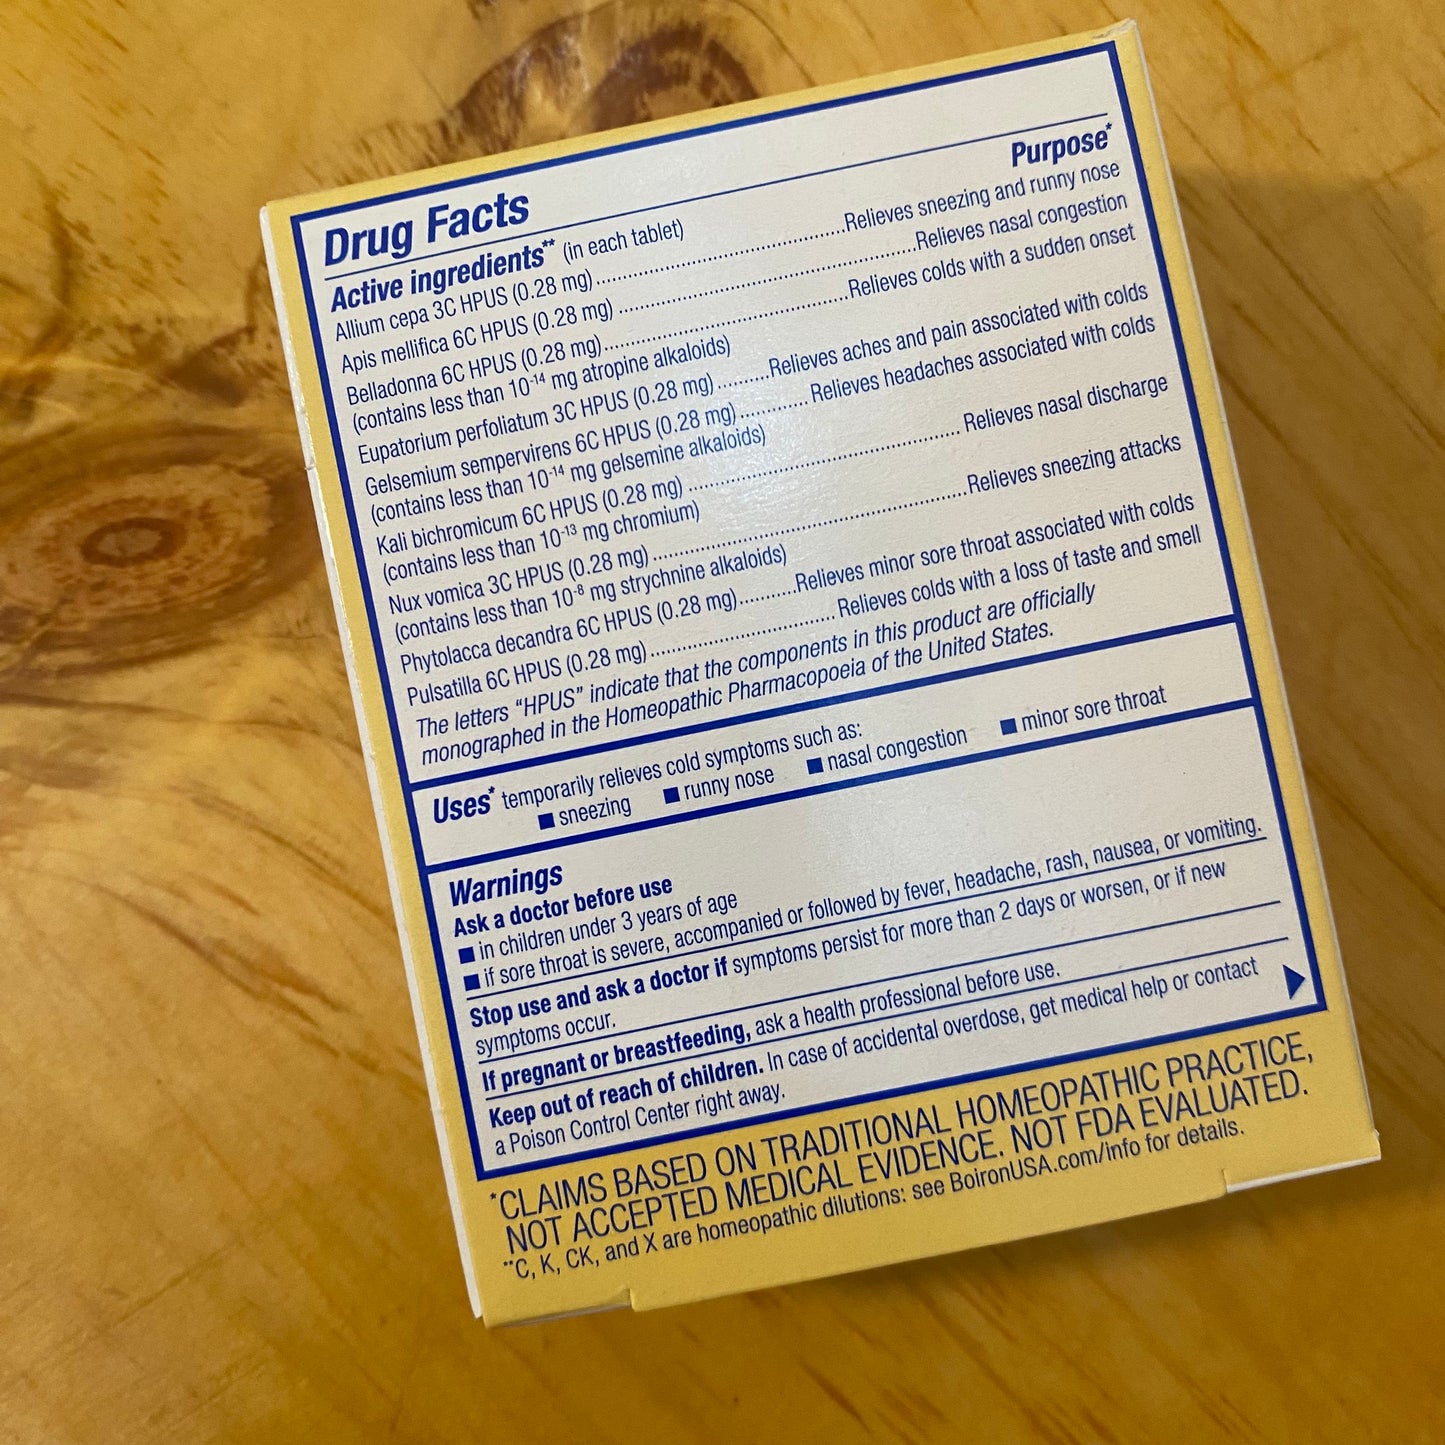 Drug Facts
Active ingredients** (in each tablet) Purpose*
Allium cepa 3C HPUS (0.28 mg)..........Relieves sneezing and runny nose
Apis mellifica 6C HPUS (0.28 mg) ..........Relieves nasal congestion
Belladonna 6C HPUS (0.28 mg)..........Relieves colds with a sudden onset
(contains less than 10-14 mg atropine alkaloids)
Eupatorium perfoliatum 3C HPUS (0.28 mg) ..........Relieves aches and pain associated with colds
Gelsemium sempervirens 6C HPUS (0.28 mg) ..........Relieves headaches associated with colds
(contains less than 10-14 mg gelsemine alkaloids)
Kali bichromicum 6C HPUS (0.28 mg) .......... Relieves nasal discharge
(contains less than 10-13 mg chromium)
Nux vomica 3C HPUS (0.28 mg) ..........Relieves sneezing attacks
(contains less than 10-8 mg strychnine alkaloids)
Phytolacca decandra 6C HPUS (0.28 mg)..........Relieves minor sore throat associated with colds
Pulsatilla 6C HPUS (0.28 mg) ..........Relieves colds with a loss of taste and smell
The letters "HPUS" indicate that the components in this product are officially
monographed in the Homeopathic Pharmacopoeia of the United States.
Uses* temporarily relieves cold symptoms such as:
■ sneezing ■ runny nose ■ nasal congestion ■ minor sore throat
Warnings
Ask a doctor before use
■ in children under 3 years of age
■ if sore throat is severe, accompanied or followed by fever, headache, rash, nausea, or vomiting.
Stop use and ask a doctor if symptoms persist for more than 2 days or worsen, or if new
symptoms occur.
If pregnant or breastfeeding, ask a health professional before use.
Keep out of reach of children. In case of accidental overdose, get medical help or contact
a Poison Control Center right away.
*CLAIMS BASED ON TRADITIONAL HOMEOPATHIC PRACTICE,
NOT ACCEPTED MEDICAL EVIDENCE. NOT FDA EVALUATED.
**C, K, CK, and X are homeopathic dilutions: see BoironUSA.com/info for details.